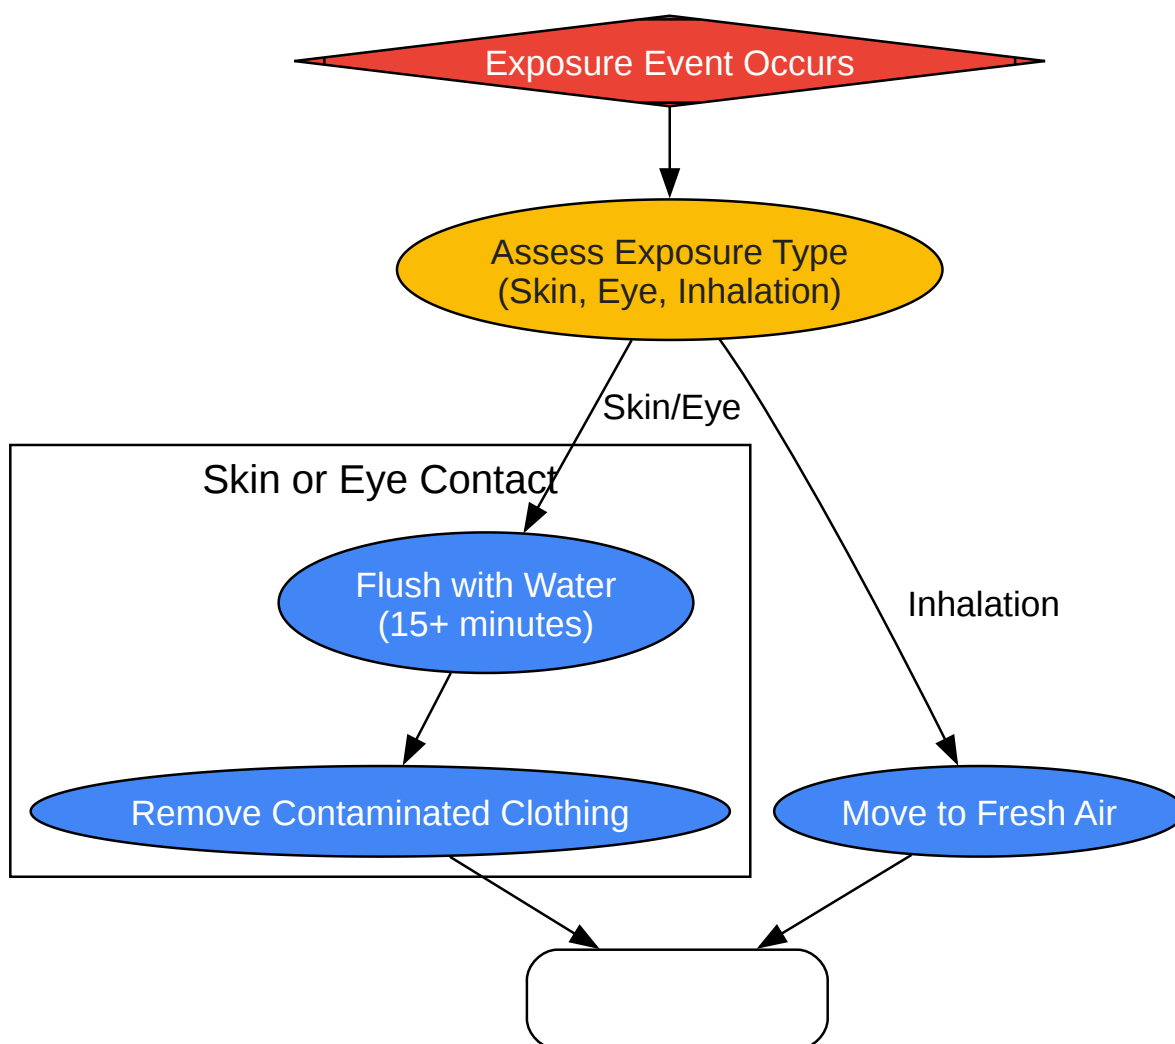 Exposure Event Occurs
Assess Exposure Type
(Skin, Eye, Inhalation)
Skin/Eye
Skin or Eye Contact
Flush with Water
(15+ minutes)
Inhalation
Remove Contaminated Clothing
Move to Fresh Air